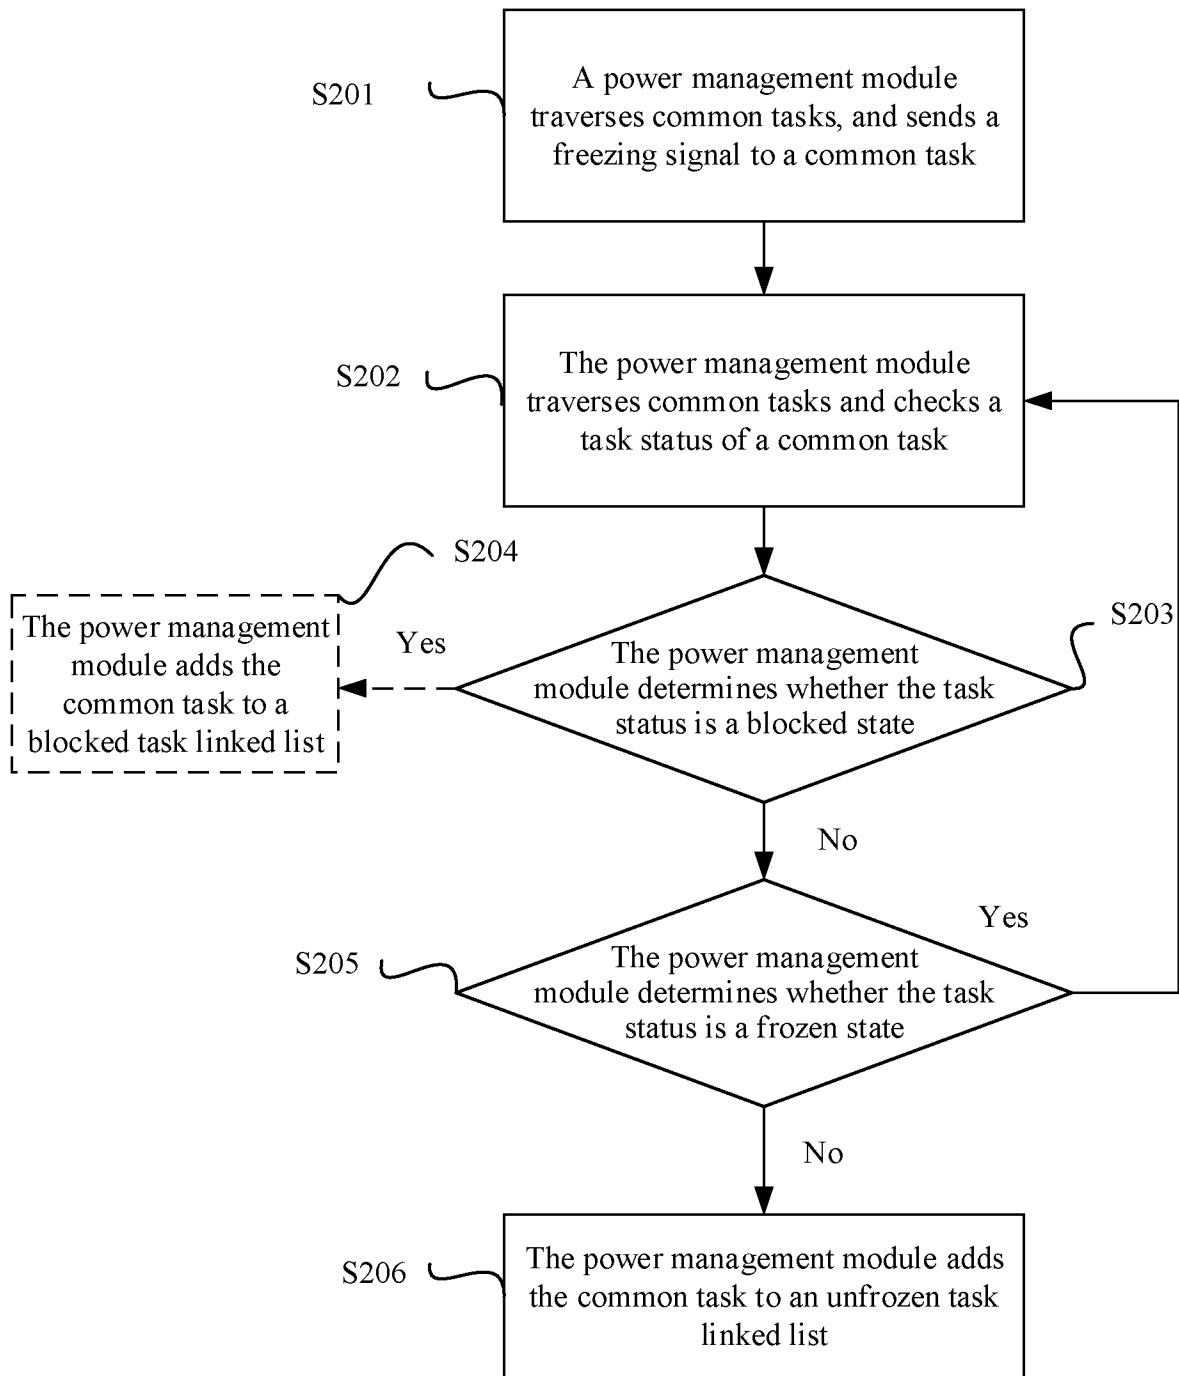 S201
A power management module
traverses common tasks, and sends a
freezing signal to a common task
S202
The power management module
traverses common tasks and checks a
task status of a common task
S204
The power management
module adds the
common task to a
blocked task linked list
Yes
S203
The power management
module determines whether the task
status is a blocked state
No
Yes
S205
The power management
module determines whether the task
status is a frozen state
No
S206
The power management module adds
the common task to an unfrozen task
linked list